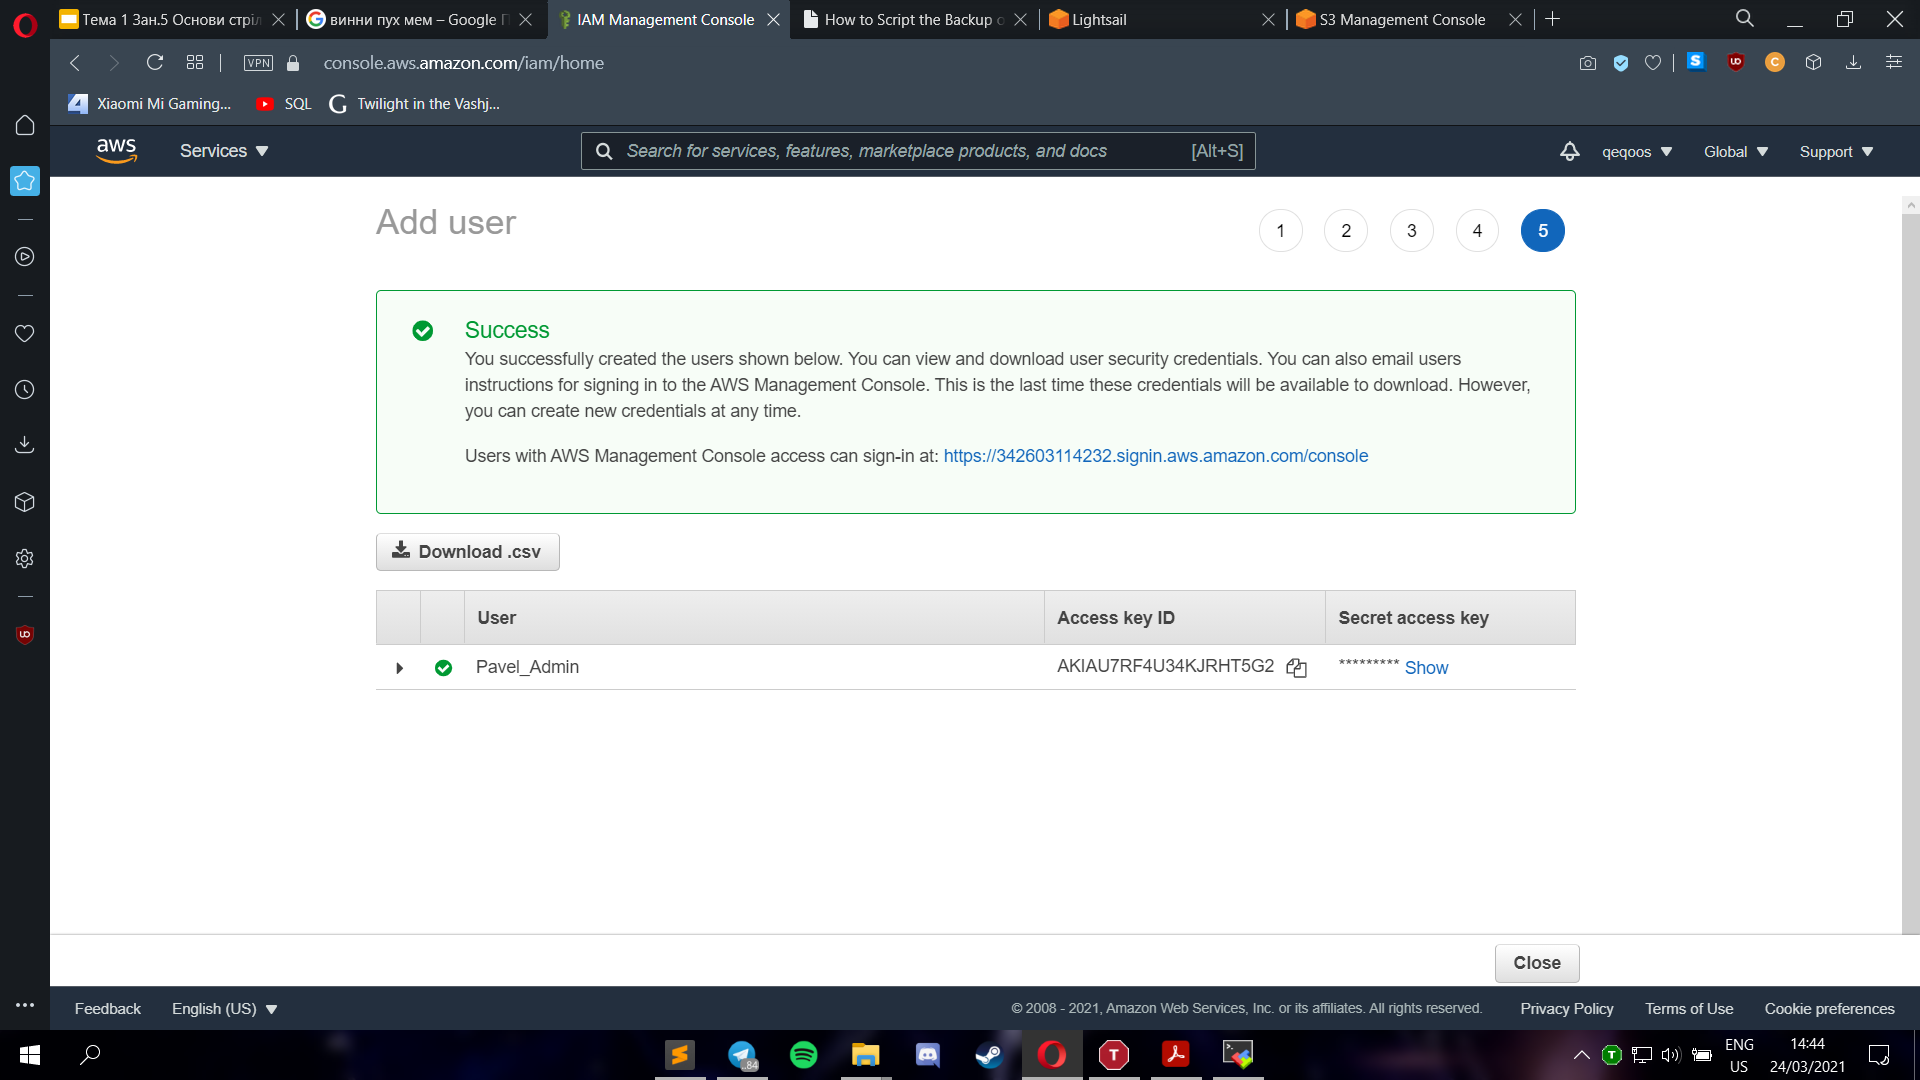 Тема 1 Зан.5 Основи стріл
винни пух мем – Google П
IAM Management Console
How to Script the Backup o
Lightsail
S3 Management Console
VPN
console.aws.amazon.com/iam/home
Xiaomi Mi Gaming...
SQL
Twilight in the Vashj...
aws
Services
Search for services, features, marketplace products, and docs
[Alt+S]
qeqoos
Global
Support
Add user
1
2
3
4
5
Success
You successfully created the users shown below. You can view and download user security credentials. You can also email users
instructions for signing in to the AWS Management Console. This is the last time these credentials will be available to download. However,
you can create new credentials at any time.
Users with AWS Management Console access can sign-in at: https://342603114232.signin.aws.amazon.com/console
Download .csv
User
Access key ID
Secret access key
Pavel_Admin
AKIAU7RF4U34KJRHT5G2
********* Show
Close
Feedback
English (US)
© 2008 - 2021, Amazon Web Services, Inc. or its affiliates. All rights reserved.
Privacy Policy
Terms of Use
Cookie preferences
84
ENG
US
14:44
24/03/2021